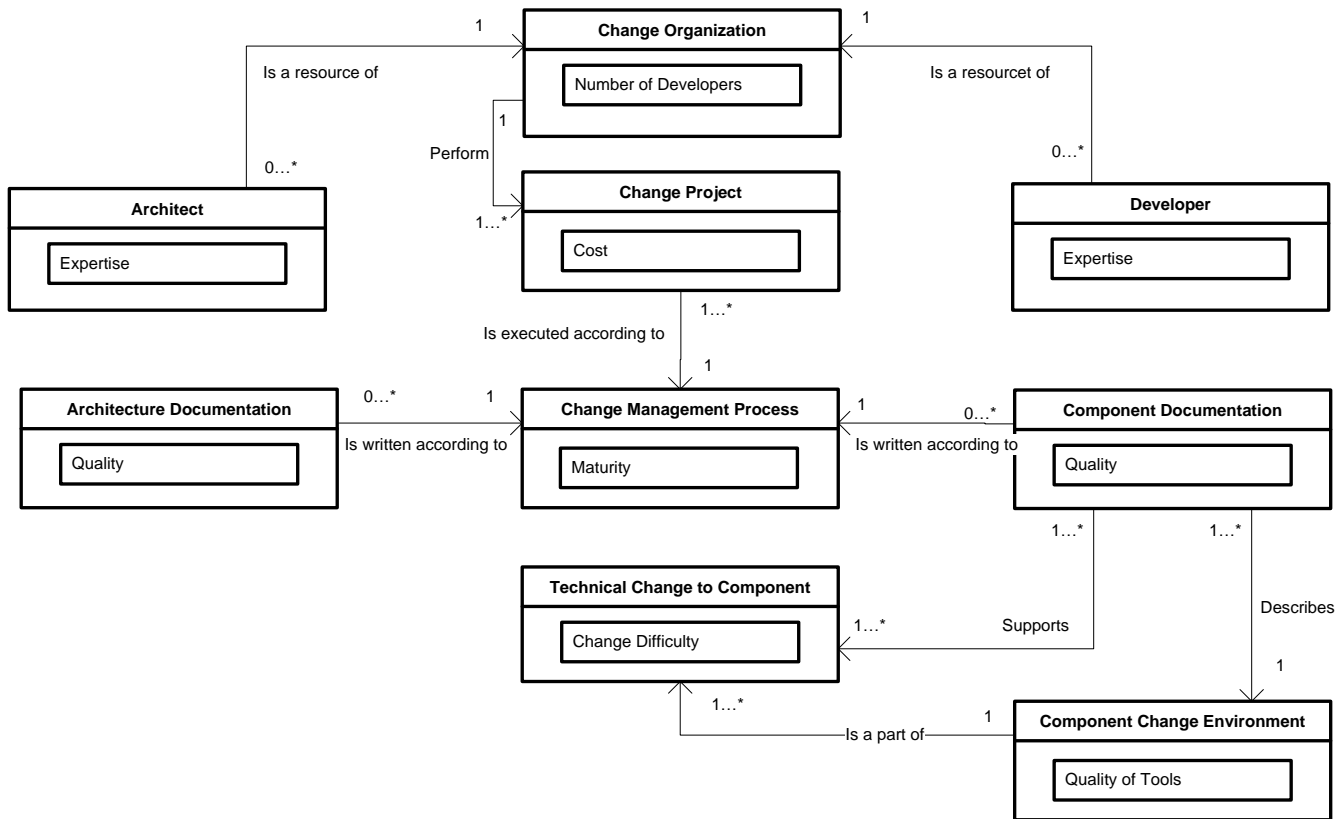 1
Change Organization
1
Is a resource of
Number of Developers
Is a resourcet of
1
Perform
0...*
0...*
Architect
Expertise
Change Project
Cost
1...*
Developer
Expertise
1...*
Is executed according to
1
Architecture Documentation
Quality
0...*
1
Is written according to
Change Management Process
Maturity
1
0...*
Is written according to
Component Documentation
Quality
1...*
1...*
Technical Change to Component
Change Difficulty
1...*
Supports
Describes
1
1...*
1
Is a part of
Component Change Environment
Quality of Tools